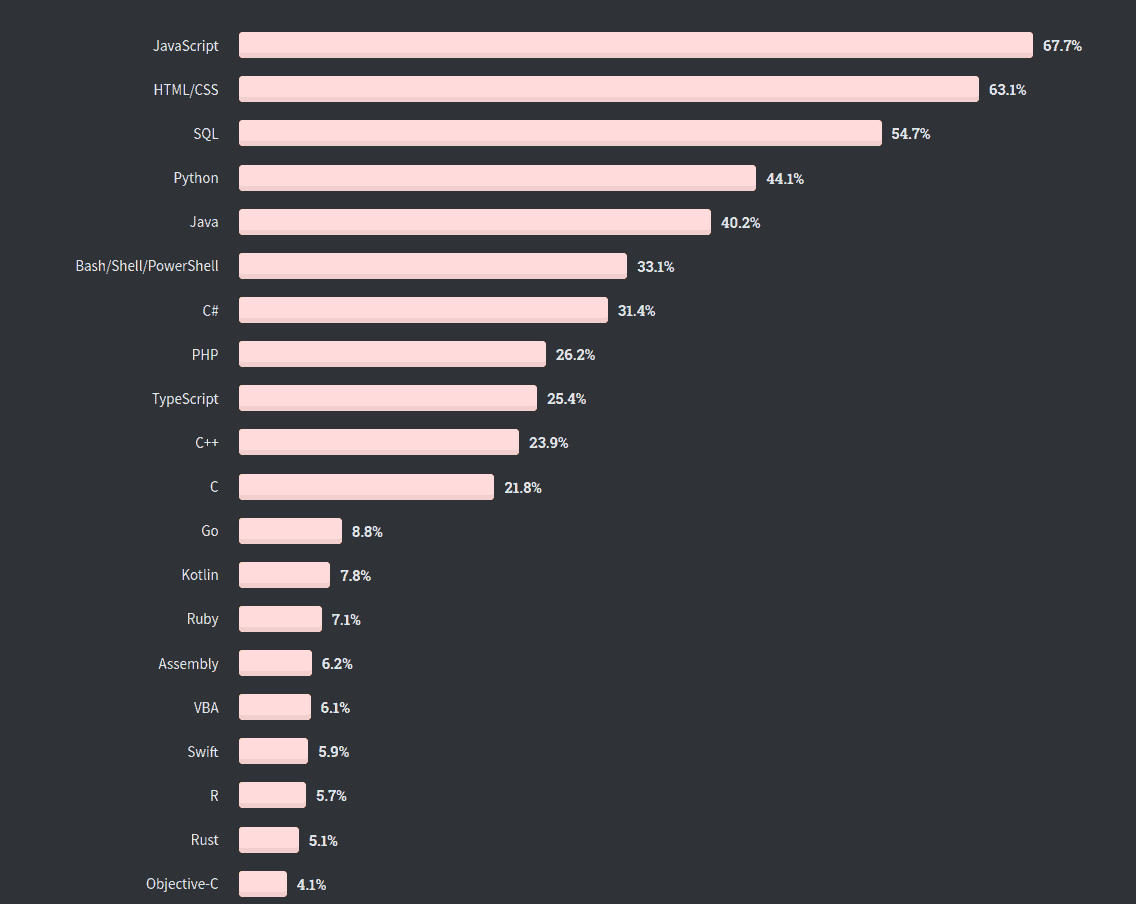 JavaScript 67.7%
HTML/CSS 63.1%
SQL 54.7%
Python 44.1%
Java 40.2%
Bash/Shell/PowerShell 33.1%
C# 31.4%
PHP 26.2%
TypeScript 25.4%
C++ 23.9%
C 21.8%
Go 8.8%
Kotlin 7.8%
Ruby 7.1%
Assembly 6.2%
VBA 6.1%
Swift 5.9%
R 5.7%
Rust 5.1%
Objective-C 4.1%